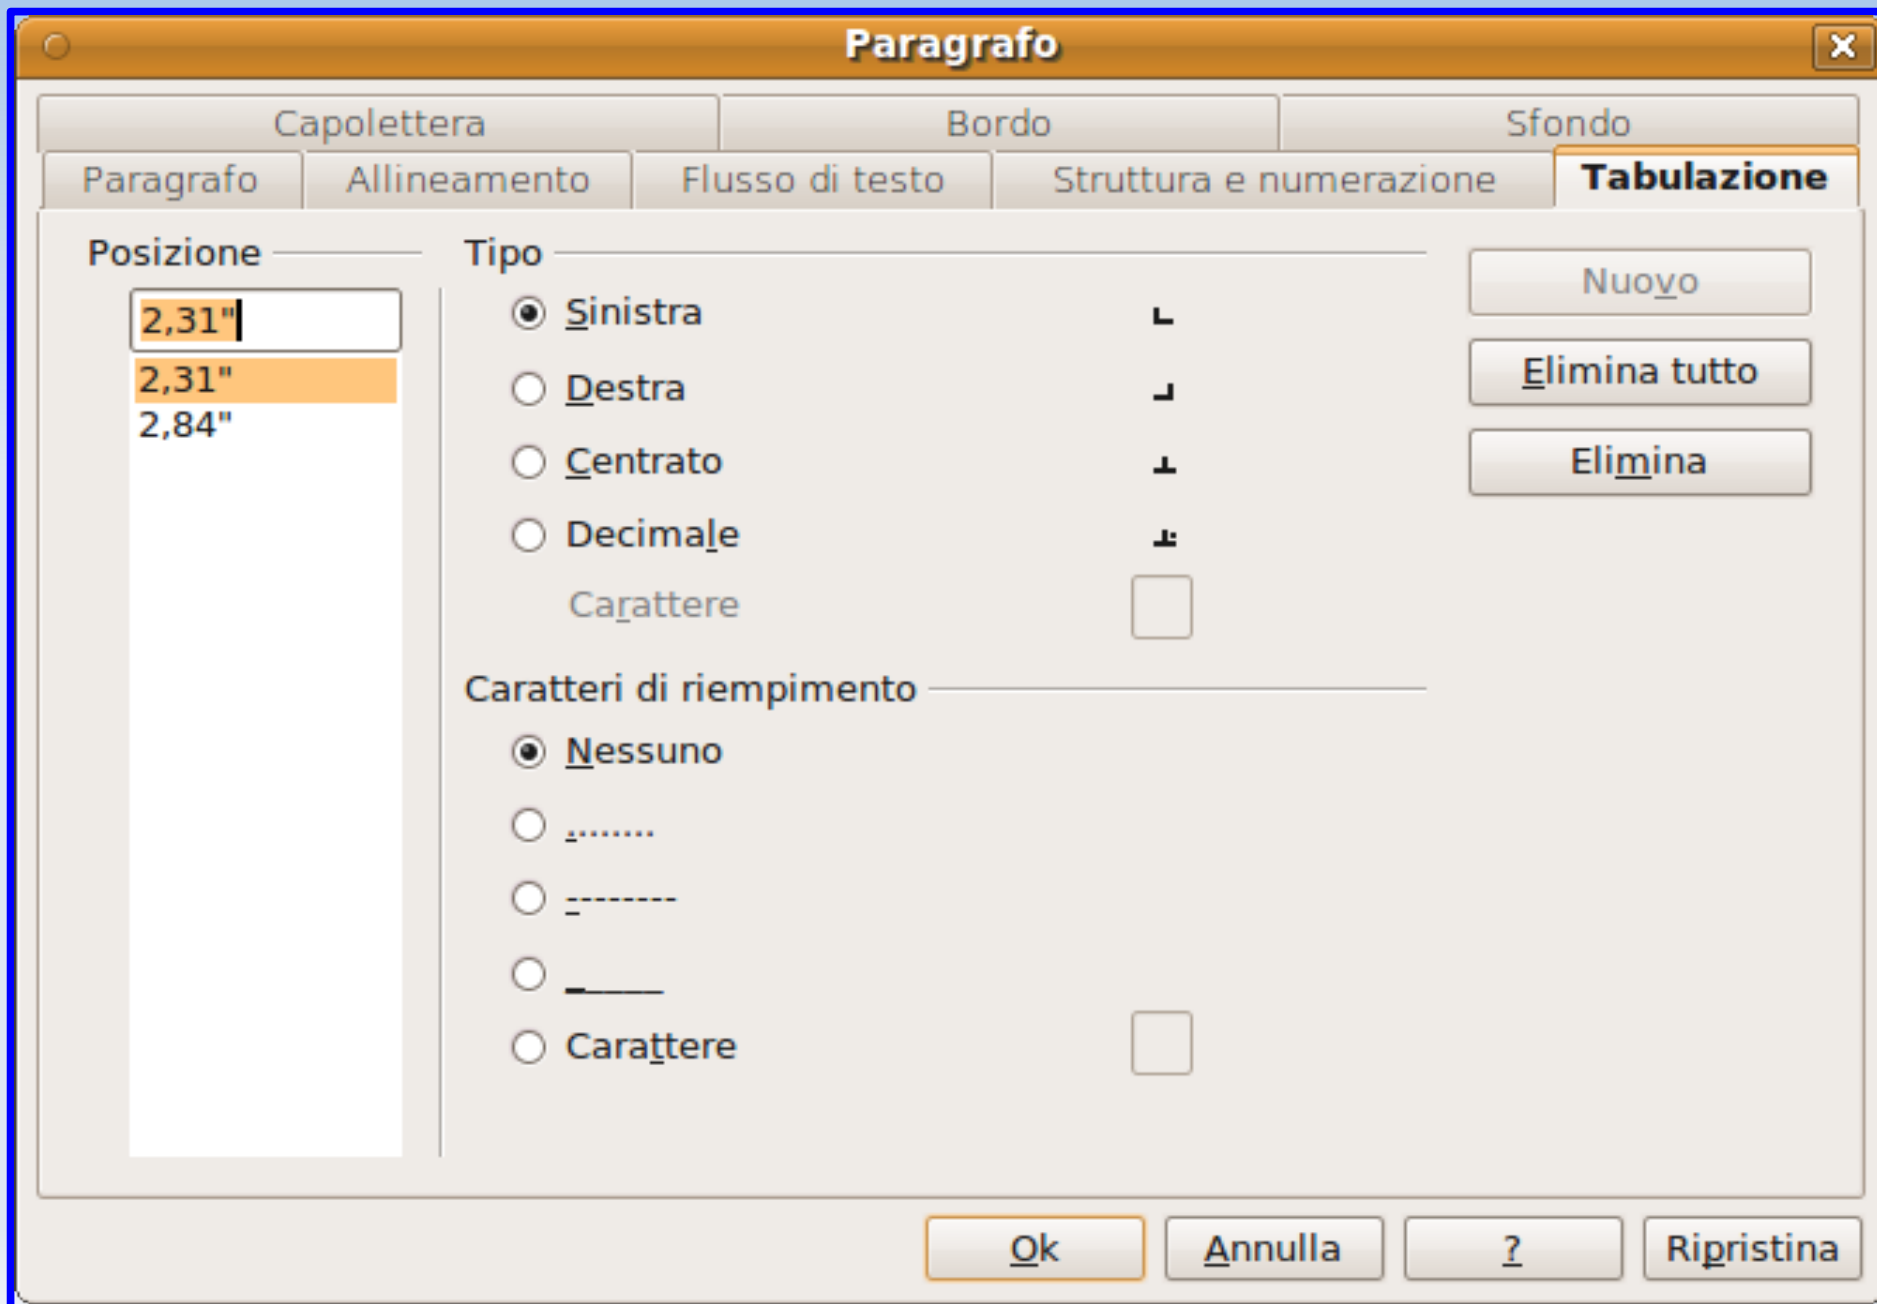 Paragrafo
Capolettera Bordo Sfondo
Paragrafo Allineamento Flusso di testo Struttura e numerazione Tabulazione
Posizione
2,31"
2,31"
2,84"
Tipo
Sinistra
Destra
Centrato
Decimale
Carattere
Caratteri di riempimento
Nessuno
........
--------
_____
Carattere
Nuovo
Elimina tutto
Elimina
Ok Annulla ? Ripristina